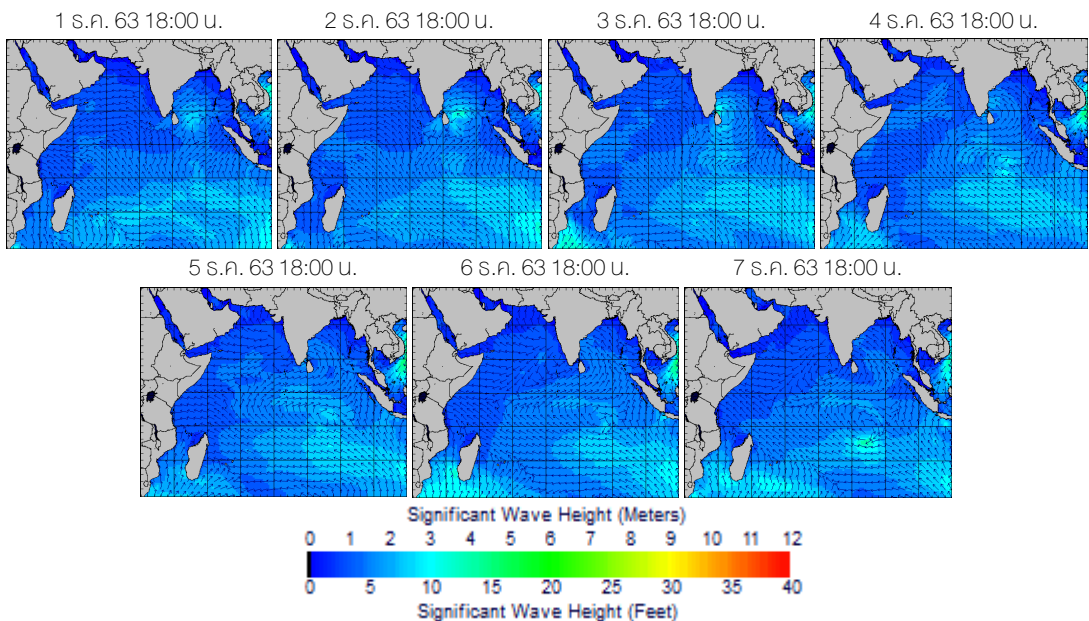 1 ธ.ค. 63 18:00 น.
2 ธ.ค. 63 18:00 น.
3 ธ.ค. 63 18:00 น.
4 ธ.ค. 63 18:00 น.
5 ธ.ค. 63 18:00 น.
6 ธ.ค. 63 18:00 น.
7 ธ.ค. 63 18:00 น.
Significant Wave Height (Meters)
0 1 2 3 4 5 6 7 8 9 10 11 12
0 5 10 15 20 25 30 35 40
Significant Wave Height (Feet)